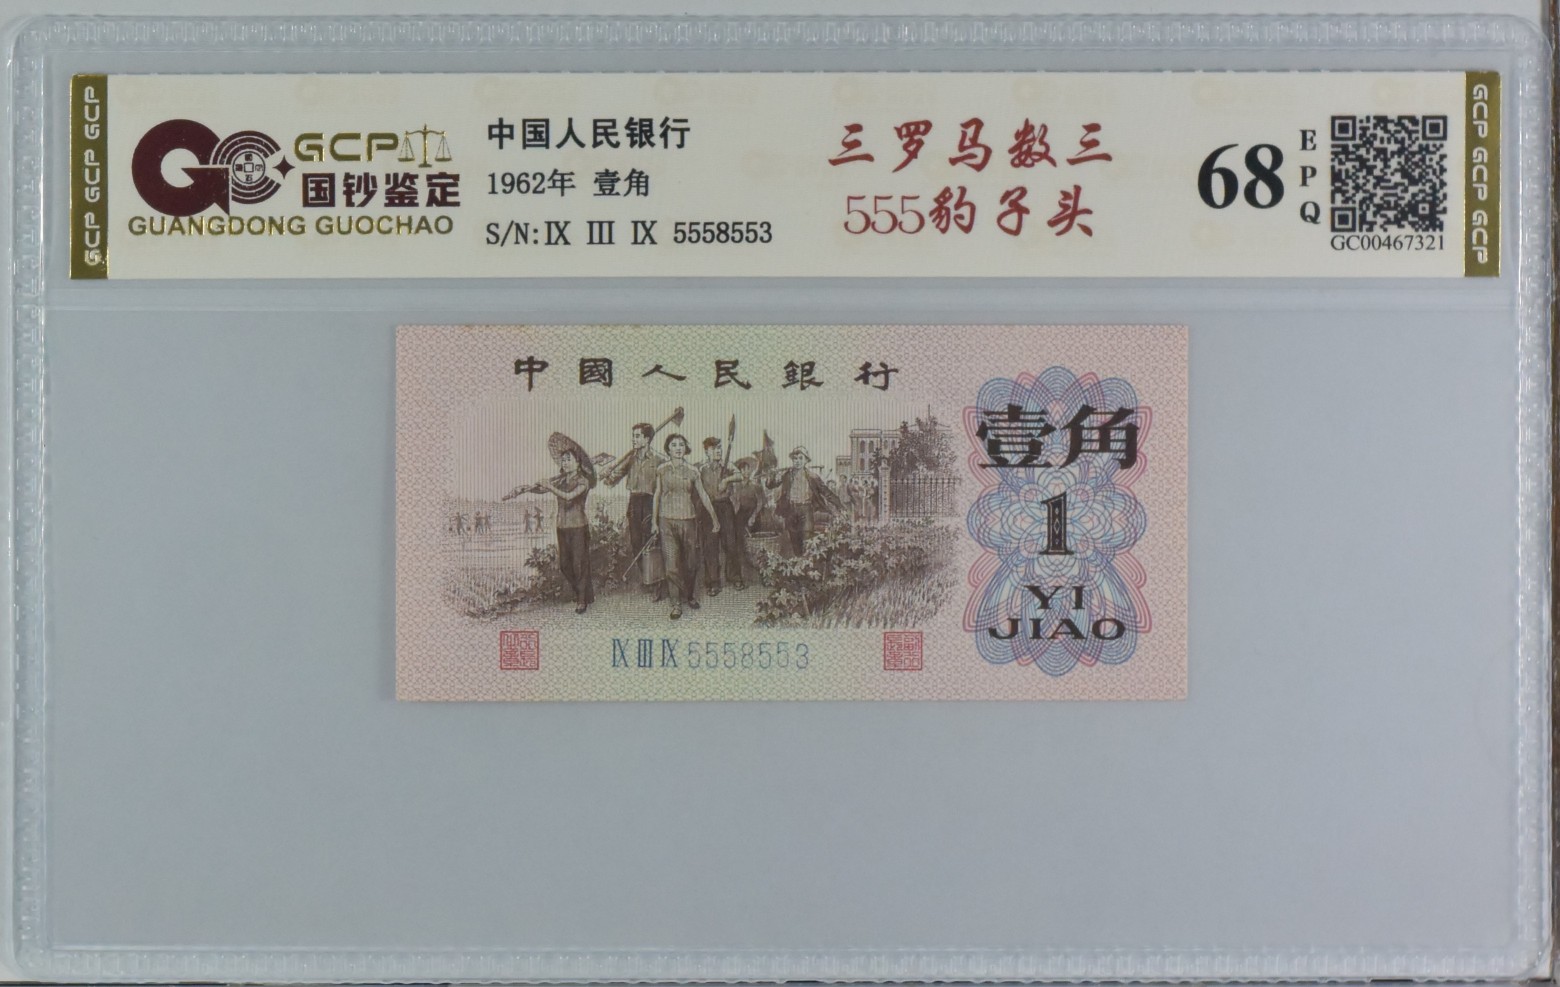 GCP GCP GCP
GCP
国钞鉴定
GUANGDONG GUOCHAO
中国人民银行
1962年 壹角
S/N:Ⅸ Ⅲ Ⅸ 5558553
三罗马数三
555豹子头
68
EPQ
GC00467321
GCP GCP GCP
中國人民銀行
壹角
1
YI
JIAO
Ⅸ Ⅲ Ⅸ 5558553